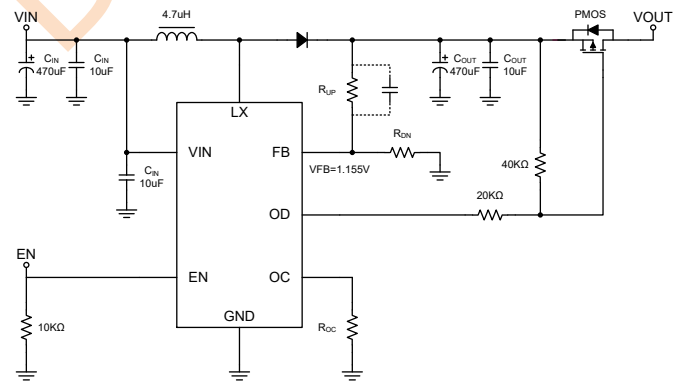 VIN
4.7uH
PMOS
VOUT
CIN
470uF
CIN
10uF
COUT
470uF
COUT
10uF
RUP
LX
VIN
FB
RDN
VFB=1.155V
CIN
10uF
40KΩ
20KΩ
OD
EN
EN
OC
10KΩ
GND
ROC